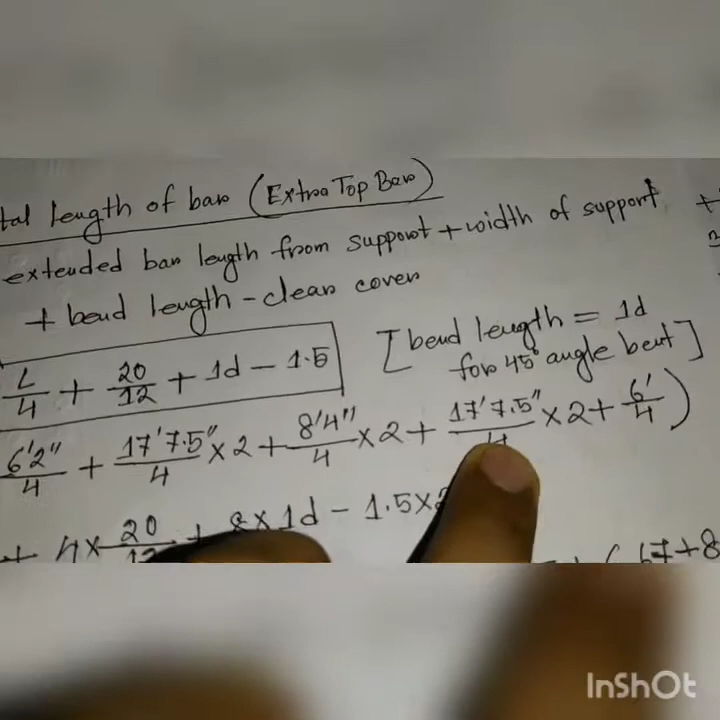 tal length of bar (Extra Top Bar)
extended bar length from support + width of support
+ bend length - clear cover
[bend length = 1d
for 45° angle bent]
L/4 + 20/12 + 1d - 1.5
6'2"/4 + 17'7.5"/4 × 2 + 8'4"/4 × 2 + 17'7.5"/4 × 2 + 6'/4)
+ 4 × 20/12 + 8 × 1d - 1.5 ×
67+8
InShOt